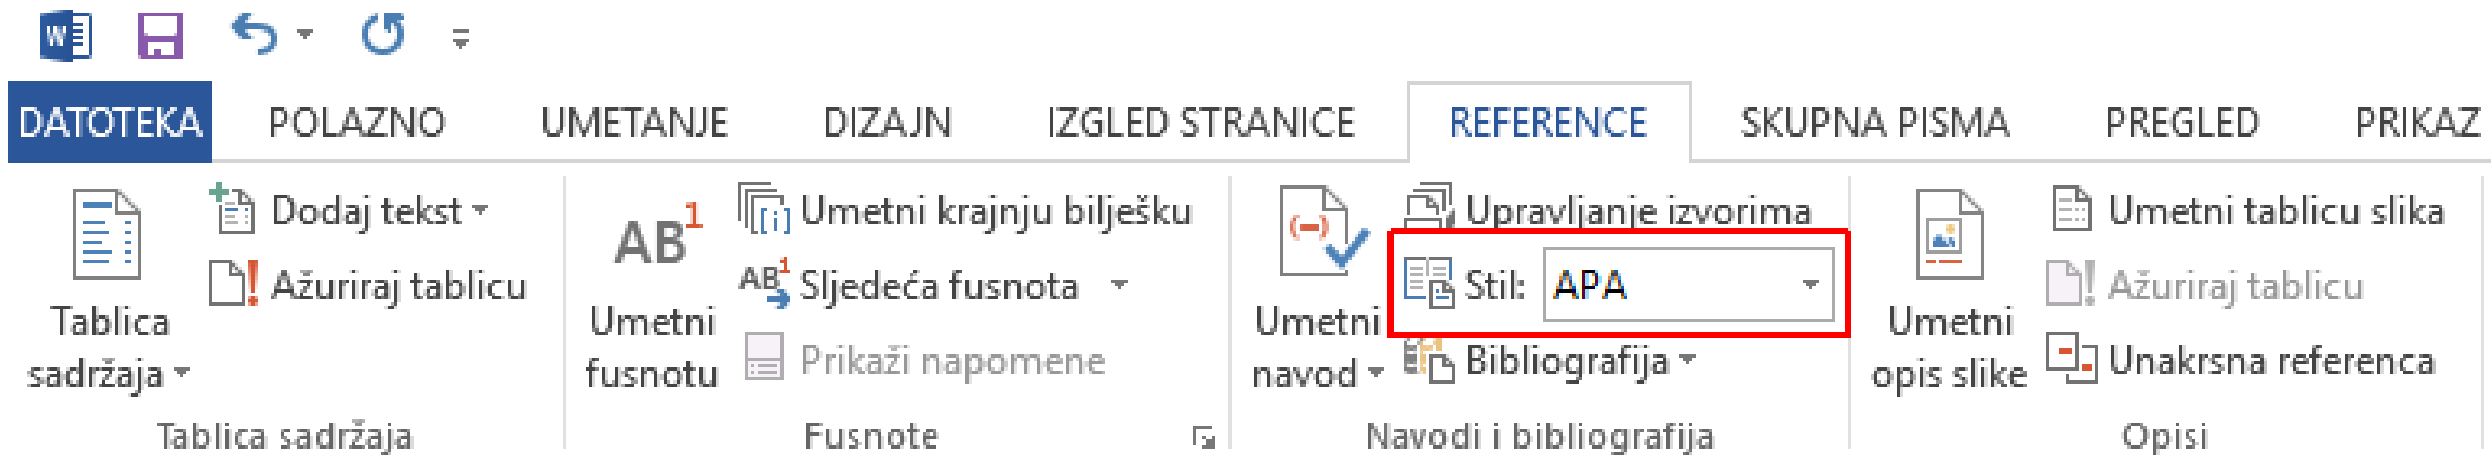 DATOTEKA POLAZNO UMETANJE DIZAJN IZGLED STRANICE REFERENCE SKUPNA PISMA PREGLED PRIKAZ
Tablica
sadržaja
Dodaj tekst
Ažuriraj tablicu
Tablica sadržaja
AB1
Umetni
fusnotu
Umetni krajnju bilješku
AB1 Sljedeća fusnota
Prikaži napomene
Fusnote
Umetni
navod
Upravljanje izvorima
Stil: APA
Bibliografija
Navodi i bibliografija
Umetni
opis slike
Umetni tablicu slika
Ažuriraj tablicu
Unakrsna referenca
Opisi